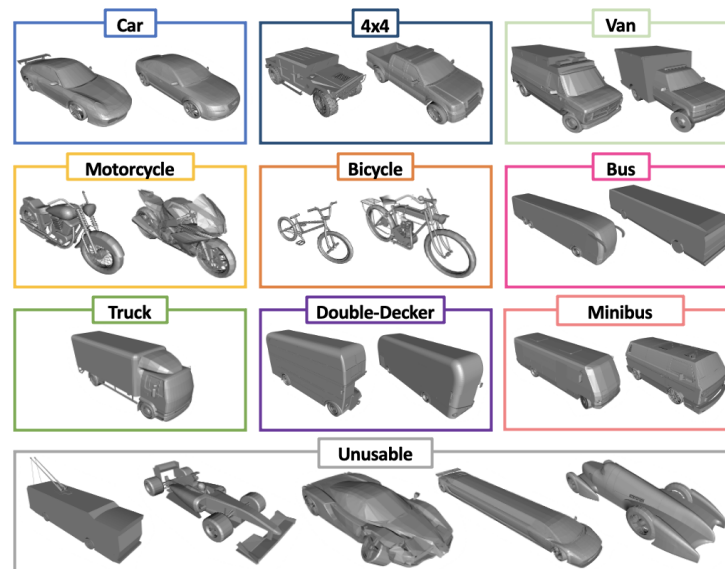 Car
4x4
Van
Motorcycle
Bicycle
Bus
Truck
Double-Decker
Minibus
Unusable